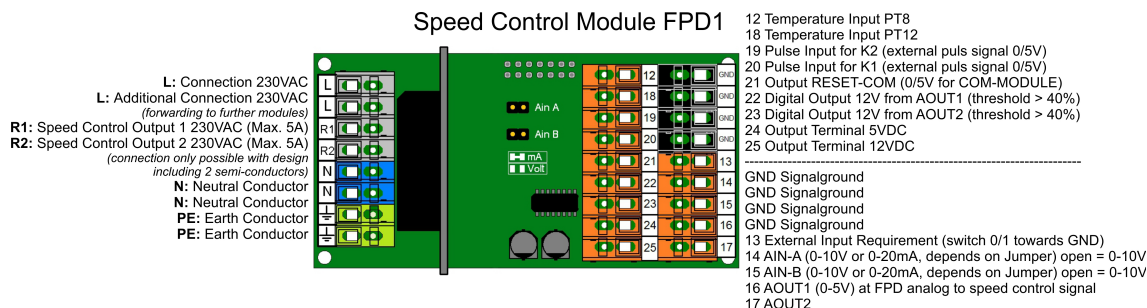 Speed Control Module FPD1
L: Connection 230VAC
L: Additional Connection 230VAC
(forwarding to further modules)
R1: Speed Control Output 1 230VAC (Max. 5A)
R2: Speed Control Output 2 230VAC (Max. 5A)
(connection only possible with design
including 2 semi-conductors)
N: Neutral Conductor
N: Neutral Conductor
PE: Earth Conductor
PE: Earth Conductor
L
L
R1
R2
N
N
Ain A
Ain B
mA
Volt
12 GND
18 GND
19 GND
20 GND
21 13
22 14
23 15
24 16
25 17
12 Temperature Input PT8
18 Temperature Input PT12
19 Pulse Input for K2 (external puls signal 0/5V)
20 Pulse Input for K1 (external puls signal 0/5V)
21 Output RESET-COM (0/5V for COM-MODULE)
22 Digital Output 12V from AOUT1 (threshold > 40%)
23 Digital Output 12V from AOUT2 (threshold > 40%)
24 Output Terminal 5VDC
25 Output Terminal 12VDC
GND Signalground
GND Signalground
GND Signalground
GND Signalground
13 External Input Requirement (switch 0/1 towards GND)
14 AIN-A (0-10V or 0-20mA, depends on Jumper) open = 0-10V
15 AIN-B (0-10V or 0-20mA, depends on Jumper) open = 0-10V
16 AOUT1 (0-5V) at FPD analog to speed control signal
17 AOUT2